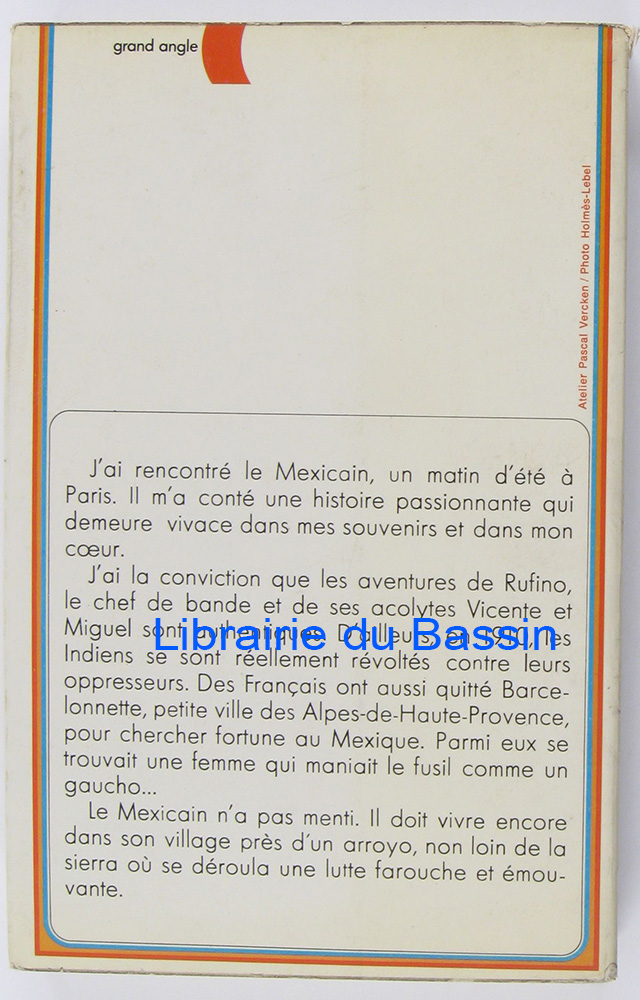 grand angle
Atelier Pascal Vercken / Photo Holmès-Lebel
J'ai rencontré le Mexicain, un matin d'été à
Paris. Il m'a conté une histoire passionnante qui
demeure vivace dans mes souvenirs et dans mon
cœur.
J'ai la conviction que les aventures de Rufino,
le chef de bande et de ses acolytes Vicente et
Miguel sont authentiques. D'ailleurs, en 1910, les
Librairie du Bassin
Indiens se sont réellement révoltés contre leurs
oppresseurs. Des Français ont aussi quitté Barce-
lonnette, petite ville des Alpes-de-Haute-Provence,
pour chercher fortune au Mexique. Parmi eux se
trouvait une femme qui maniait le fusil comme un
gaucho...
Le Mexicain n'a pas menti. Il doit vivre encore
dans son village près d'un arroyo, non loin de la
sierra où se déroula une lutte farouche et émou-
vante.